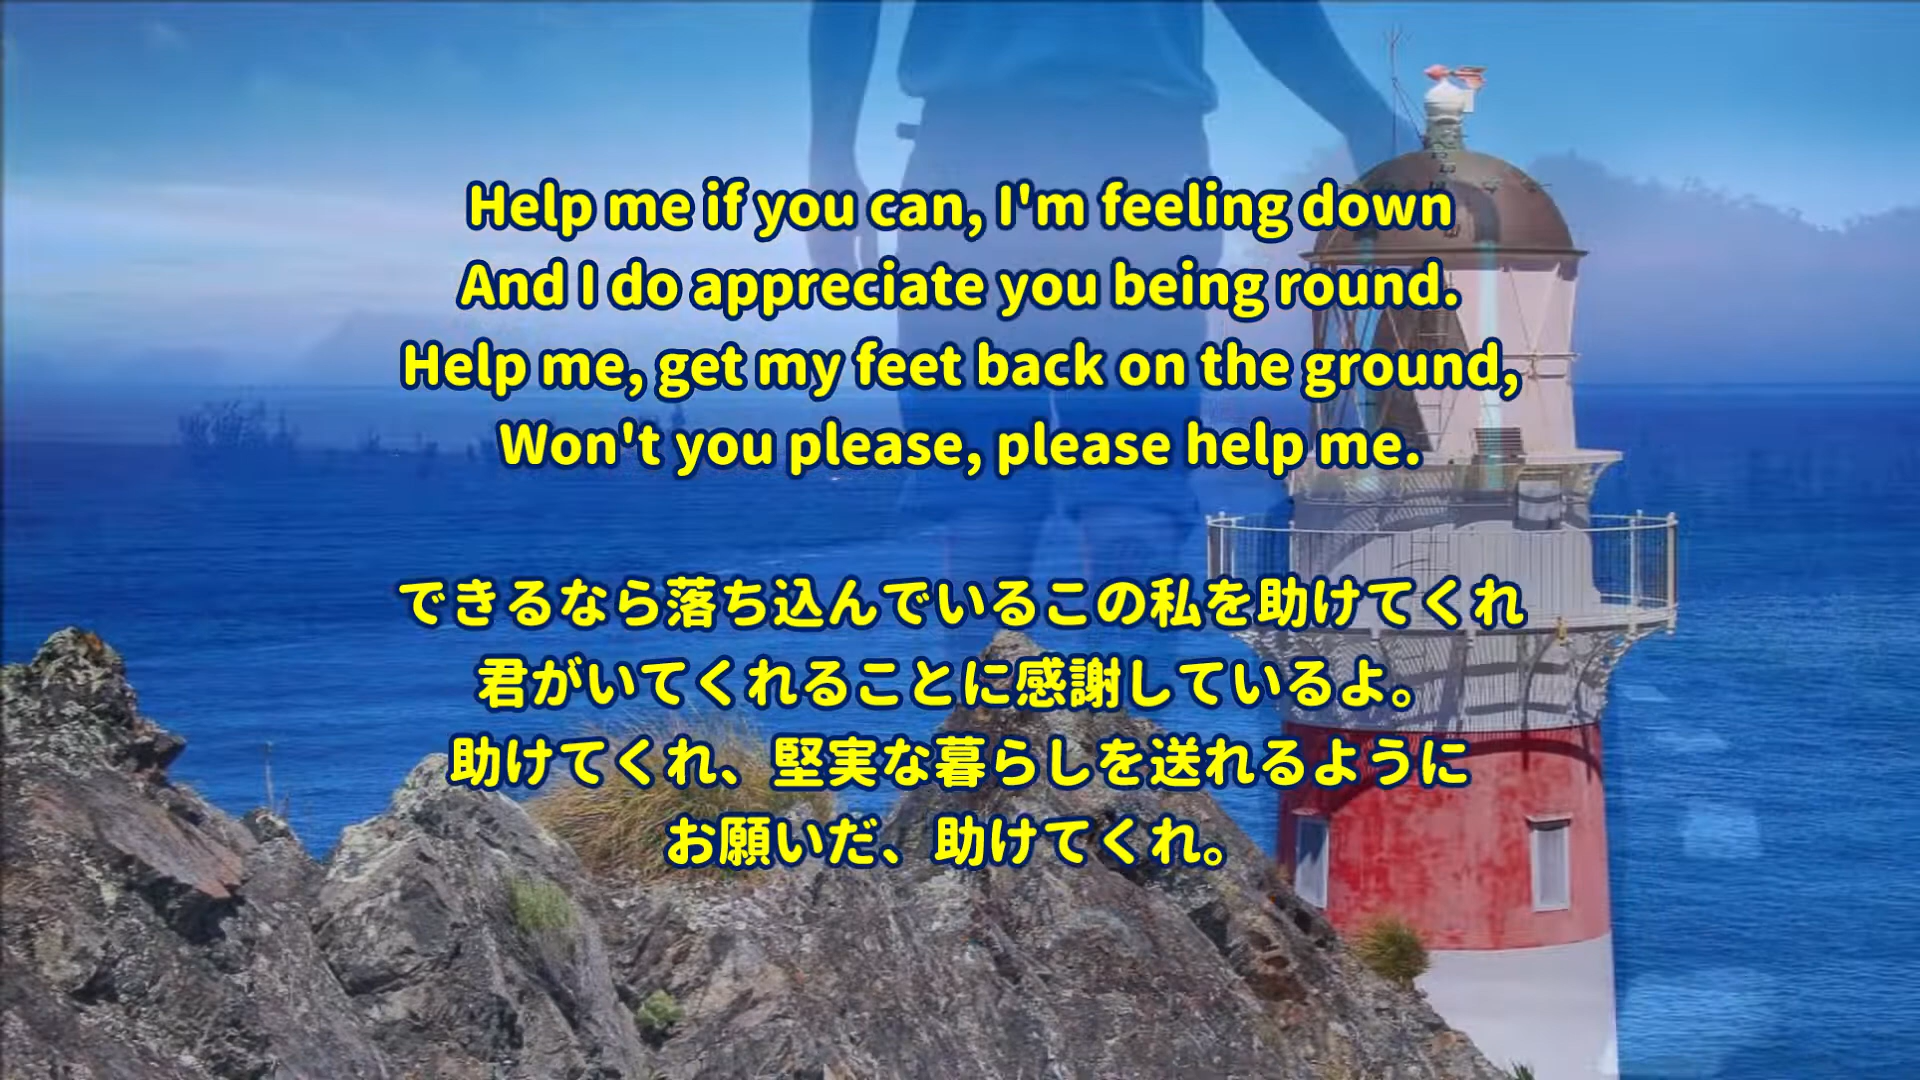 Help me if you can, I'm feeling down
And I do appreciate you being round.
Help me, get my feet back on the ground,
Won't you please, please help me.
できるなら落ち込んでいるこの私を助けてくれ
君がいてくれることに感謝しているよ。
助けてくれ、堅実な暮らしを送れるように
お願いだ、助けてくれ。